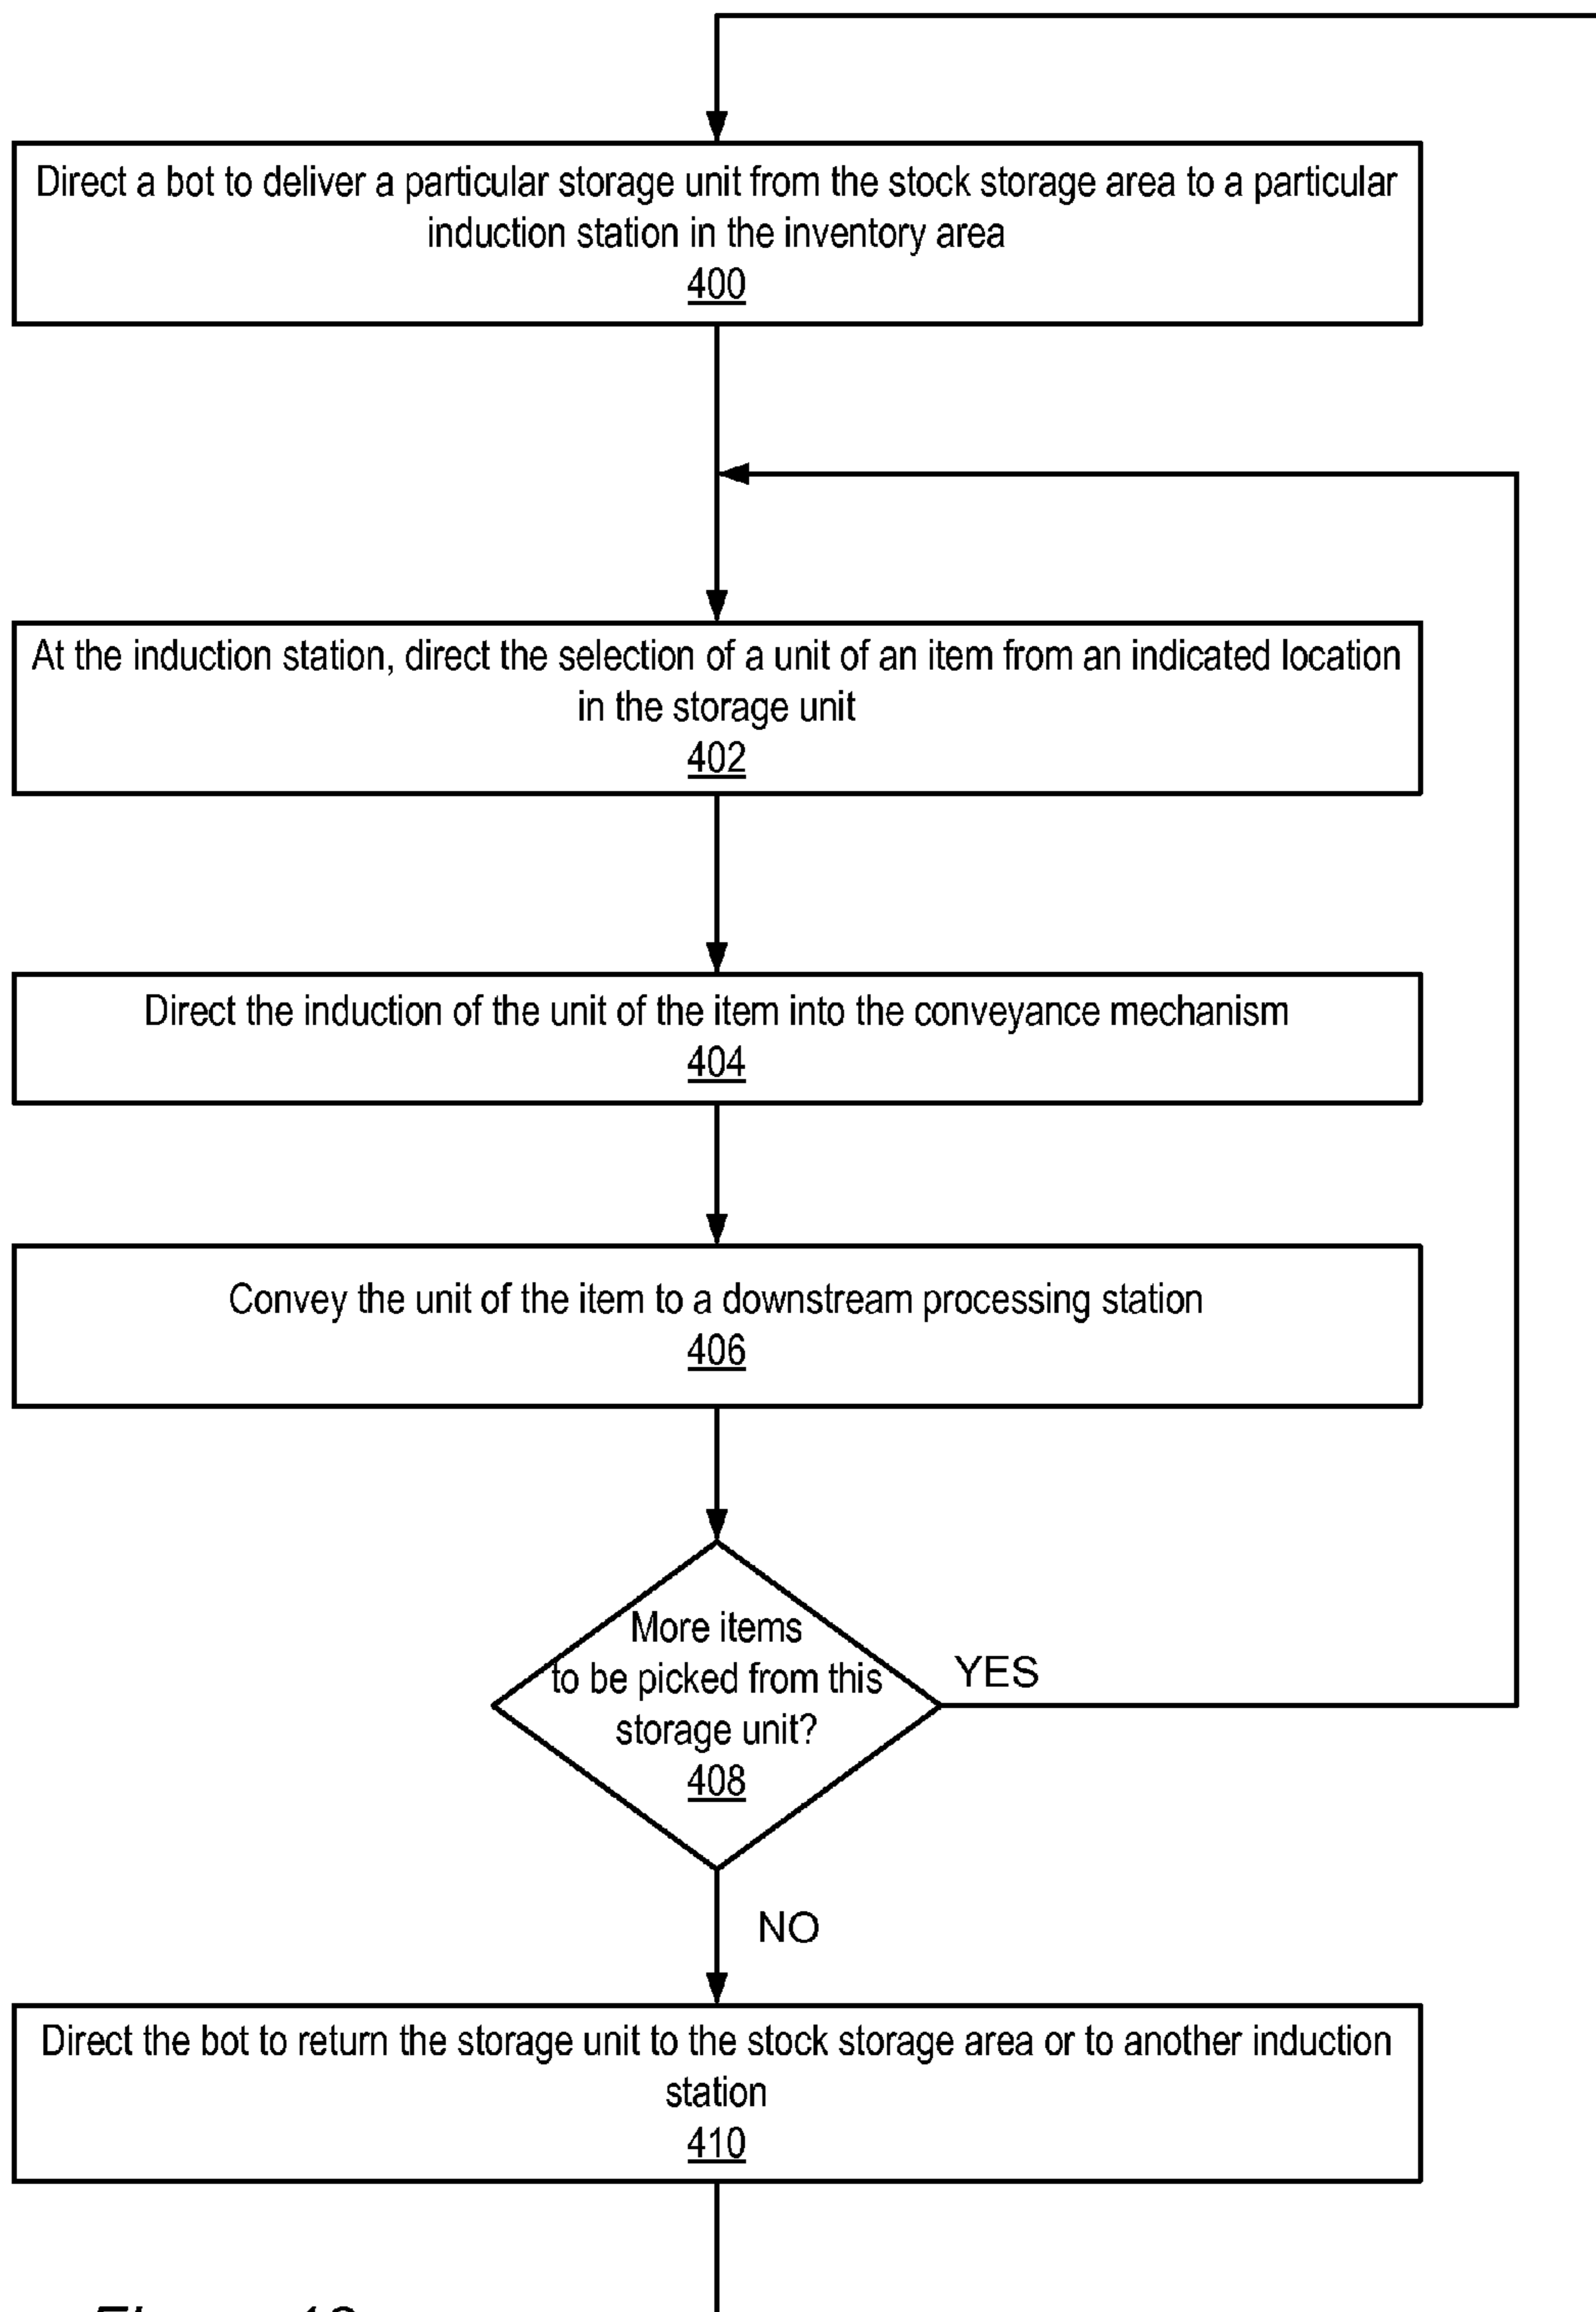 Direct a bot to deliver a particular storage unit from the stock storage area to a particular
induction station in the inventory area
400
At the induction station, direct the selection of a unit of an item from an indicated location
in the storage unit
402
Direct the induction of the unit of the item into the conveyance mechanism
404
Convey the unit of the item to a downstream processing station
406
More items
to be picked from this
storage unit?
408
YES
NO
Direct the bot to return the storage unit to the stock storage area or to another induction
station
410